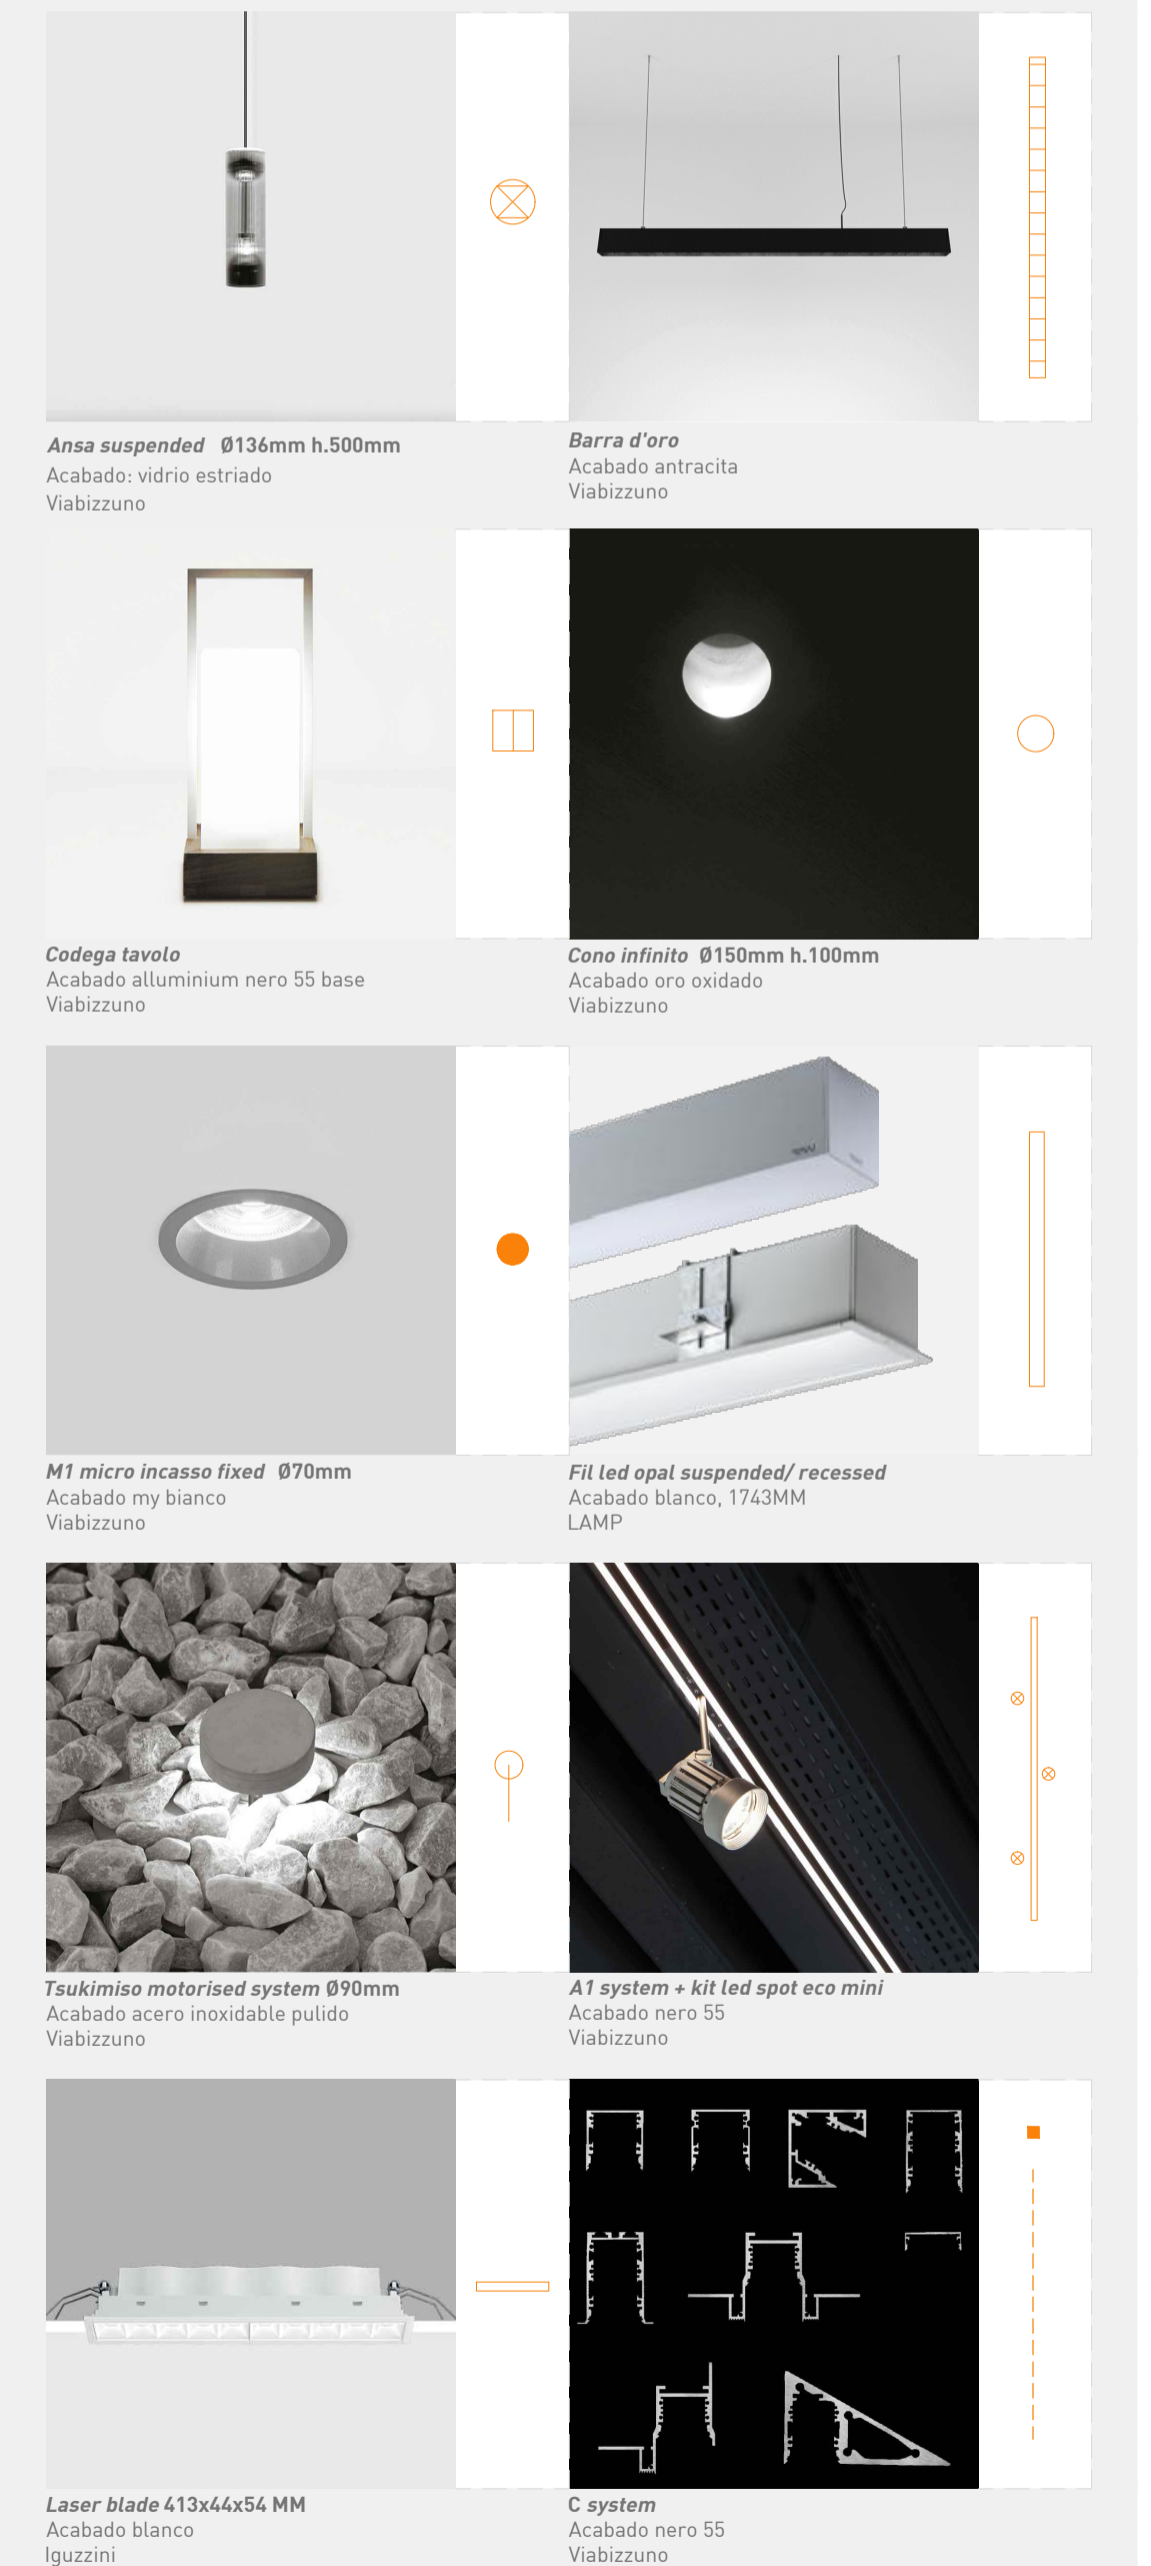 Ansa suspended Ø136mm h.500mm
Acabado: vidrio estriado
Viabizzuno
Barra d'oro
Acabado antracita
Viabizzuno
Codega tavolo
Acabado alluminium nero 55 base
Viabizzuno
Cono infinito Ø150mm h.100mm
Acabado oro oxidado
Viabizzuno
M1 micro incasso fixed Ø70mm
Acabado my bianco
Viabizzuno
Fil led opal suspended/ recessed
Acabado blanco, 1743MM
LAMP
Tsukimiso motorised system Ø90mm
Acabado acero inoxidable pulido
Viabizzuno
A1 system + kit led spot eco mini
Acabado nero 55
Viabizzuno
Laser blade 413x44x54 MM
Acabado blanco
Iguzzini
C system
Acabado nero 55
Viabizzuno